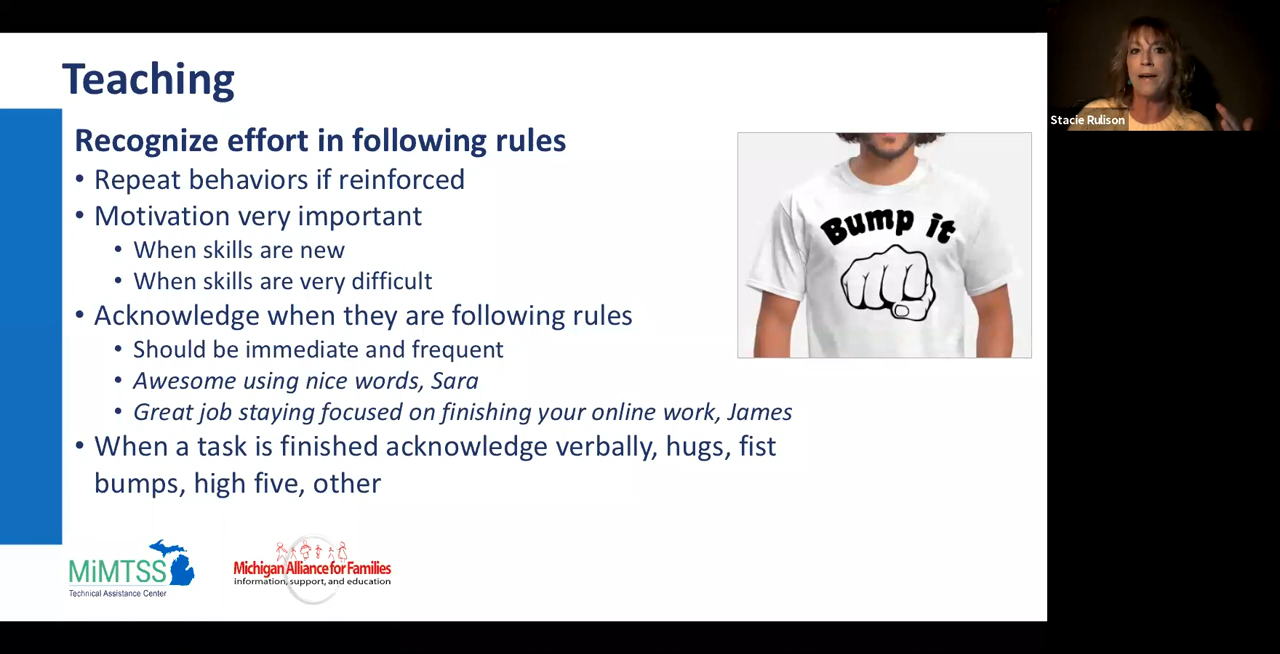 Teaching
Recognize effort in following rules
• Repeat behaviors if reinforced
• Motivation very important
• When skills are new
• When skills are very difficult
• Acknowledge when they are following rules
• Should be immediate and frequent
• Awesome using nice words, Sara
• Great job staying focused on finishing your online work, James
• When a task is finished acknowledge verbally, hugs, fist
bumps, high five, other
Bump it
Stacie Rulison
MiMTSS
Technical Assistance Center
Michigan Alliance for Families
information, support, and education